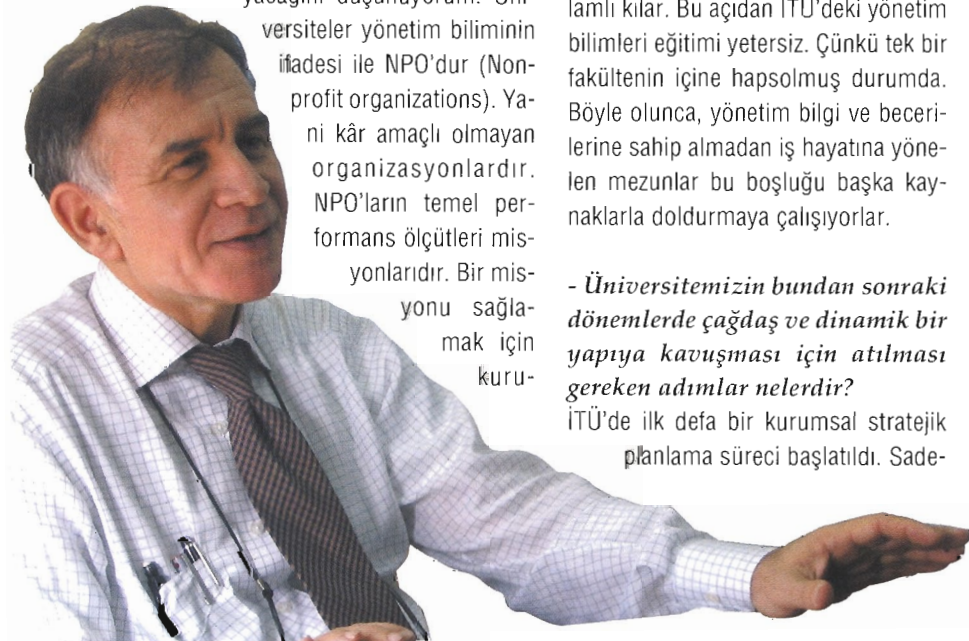 yacağını düşünüyorum. Üni-
versiteler yönetim biliminin
ifadesi ile NPO'dur (Non-
profit organizations). Ya-
ni kâr amaçlı olmayan
organizasyonlardır.
NPO'ların temel per-
formans ölçütleri mis-
yonlarıdır. Bir mis-
yonu sağla-
mak için
kuru-
lamlı kılar. Bu açıdan İTÜ'deki yönetim
bilimleri eğitimi yetersiz. Çünkü tek bir
fakültenin içine hapsolmuş durumda.
Böyle olunca, yönetim bilgi ve beceri-
lerine sahip almadan iş hayatına yöne-
len mezunlar bu boşluğu başka kay-
naklarla doldurmaya çalışıyorlar.
- Üniversitemizin bundan sonraki
dönemlerde çağdaş ve dinamik bir
yapıya kavuşması için atılması
gereken adımlar nelerdir?
İTÜ'de ilk defa bir kurumsal stratejik
planlama süreci başlatıldı. Sade-